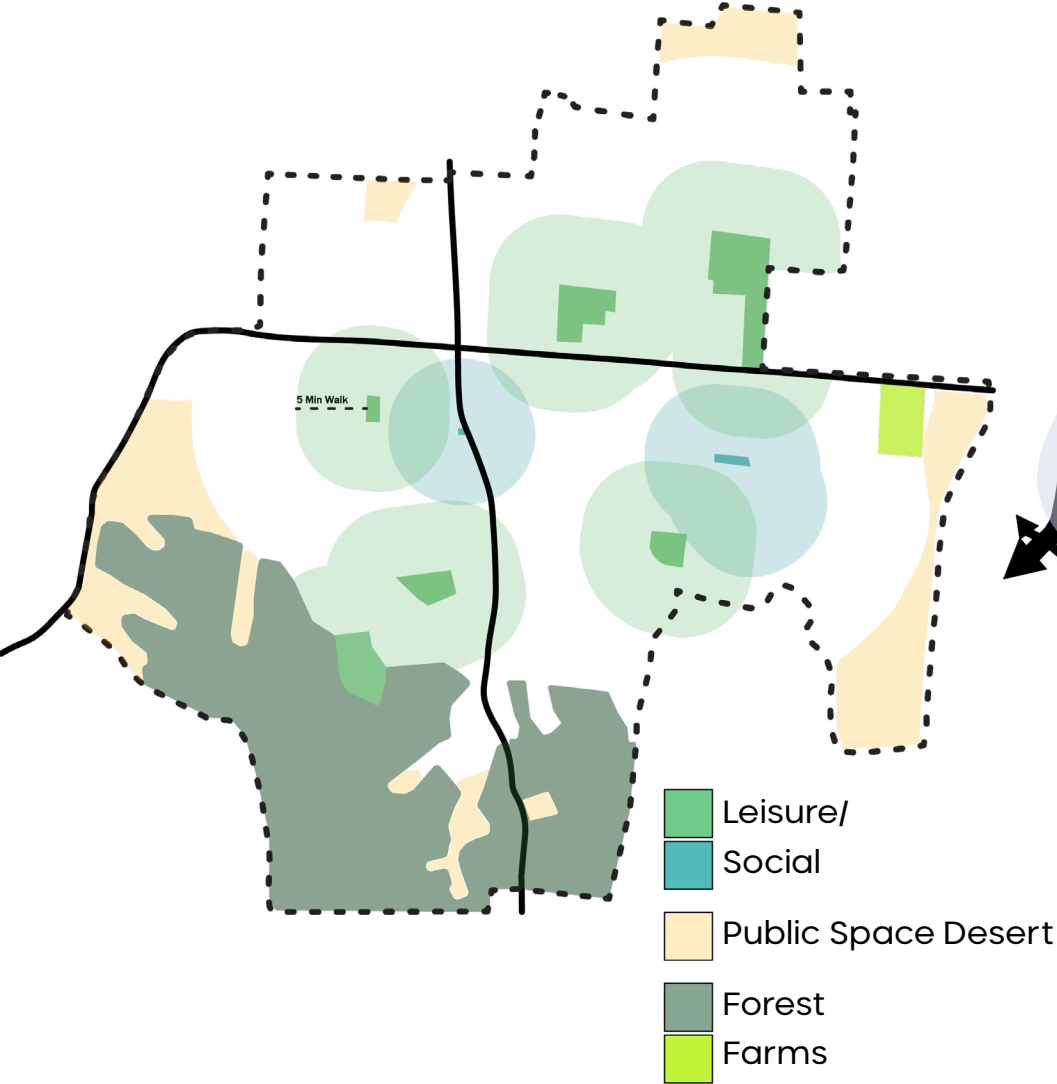 5 Min Walk
Leisure/
Social
Public Space Desert
Forest
Farms